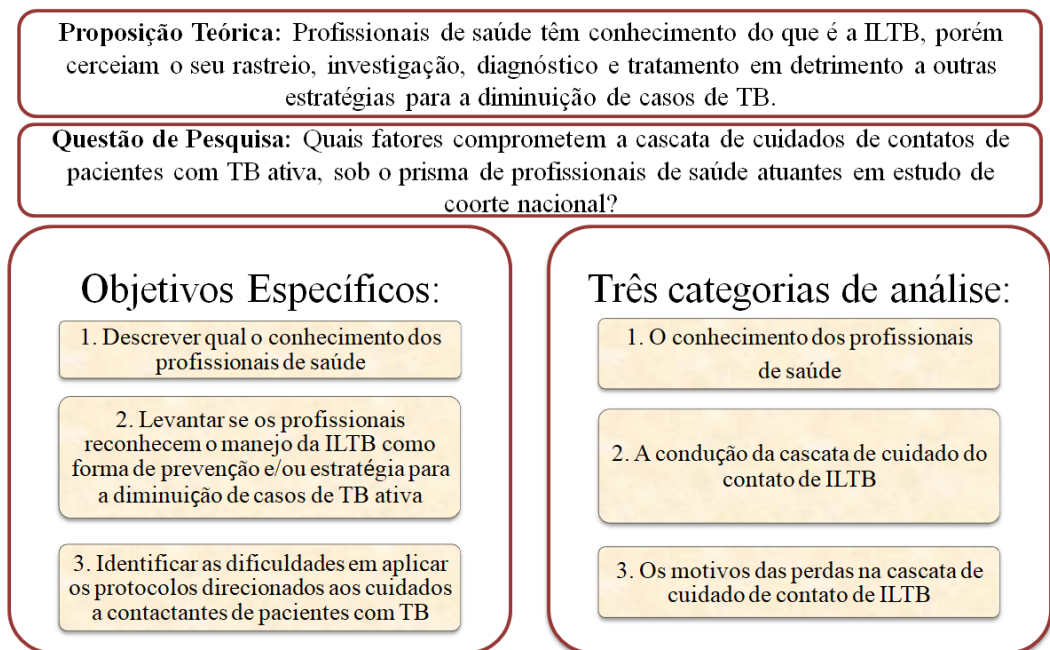 Proposição Teórica: Profissionais de saúde têm conhecimento do que é a ILTB, porém
cerceiam o seu rastreio, investigação, diagnóstico e tratamento em detrimento a outras
estratégias para a diminuição de casos de TB.
Questão de Pesquisa: Quais fatores comprometem a cascata de cuidados de contatos de
pacientes com TB ativa, sob o prisma de profissionais de saúde atuantes em estudo de
coorte nacional?
Objetivos Específicos:
1. Descrever qual o conhecimento dos
profissionais de saúde
2. Levantar se os profissionais
reconhecem o manejo da ILTB como
forma de prevenção e/ou estratégia para
a diminuição de casos de TB ativa
3. Identificar as dificuldades em aplicar
os protocolos direcionados aos cuidados
a contactantes de pacientes com TB
Três categorias de análise:
1. O conhecimento dos profissionais
de saúde
2. A condução da cascata de cuidado do
contato de ILTB
3. Os motivos das perdas na cascata de
cuidado de contato de ILTB